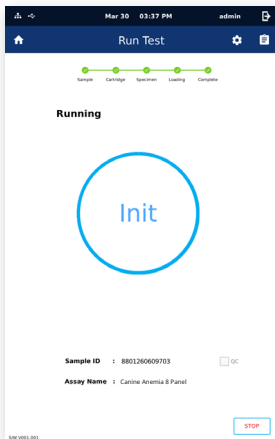 Mar 30 03:37 PM admin
Run Test
Sample Cartridge Specimen Loading Complete
Running
Init
Sample ID : 8801260609703
QC
Assay Name : Canine Anemia 8 Panel
STOP
S/W V001.001